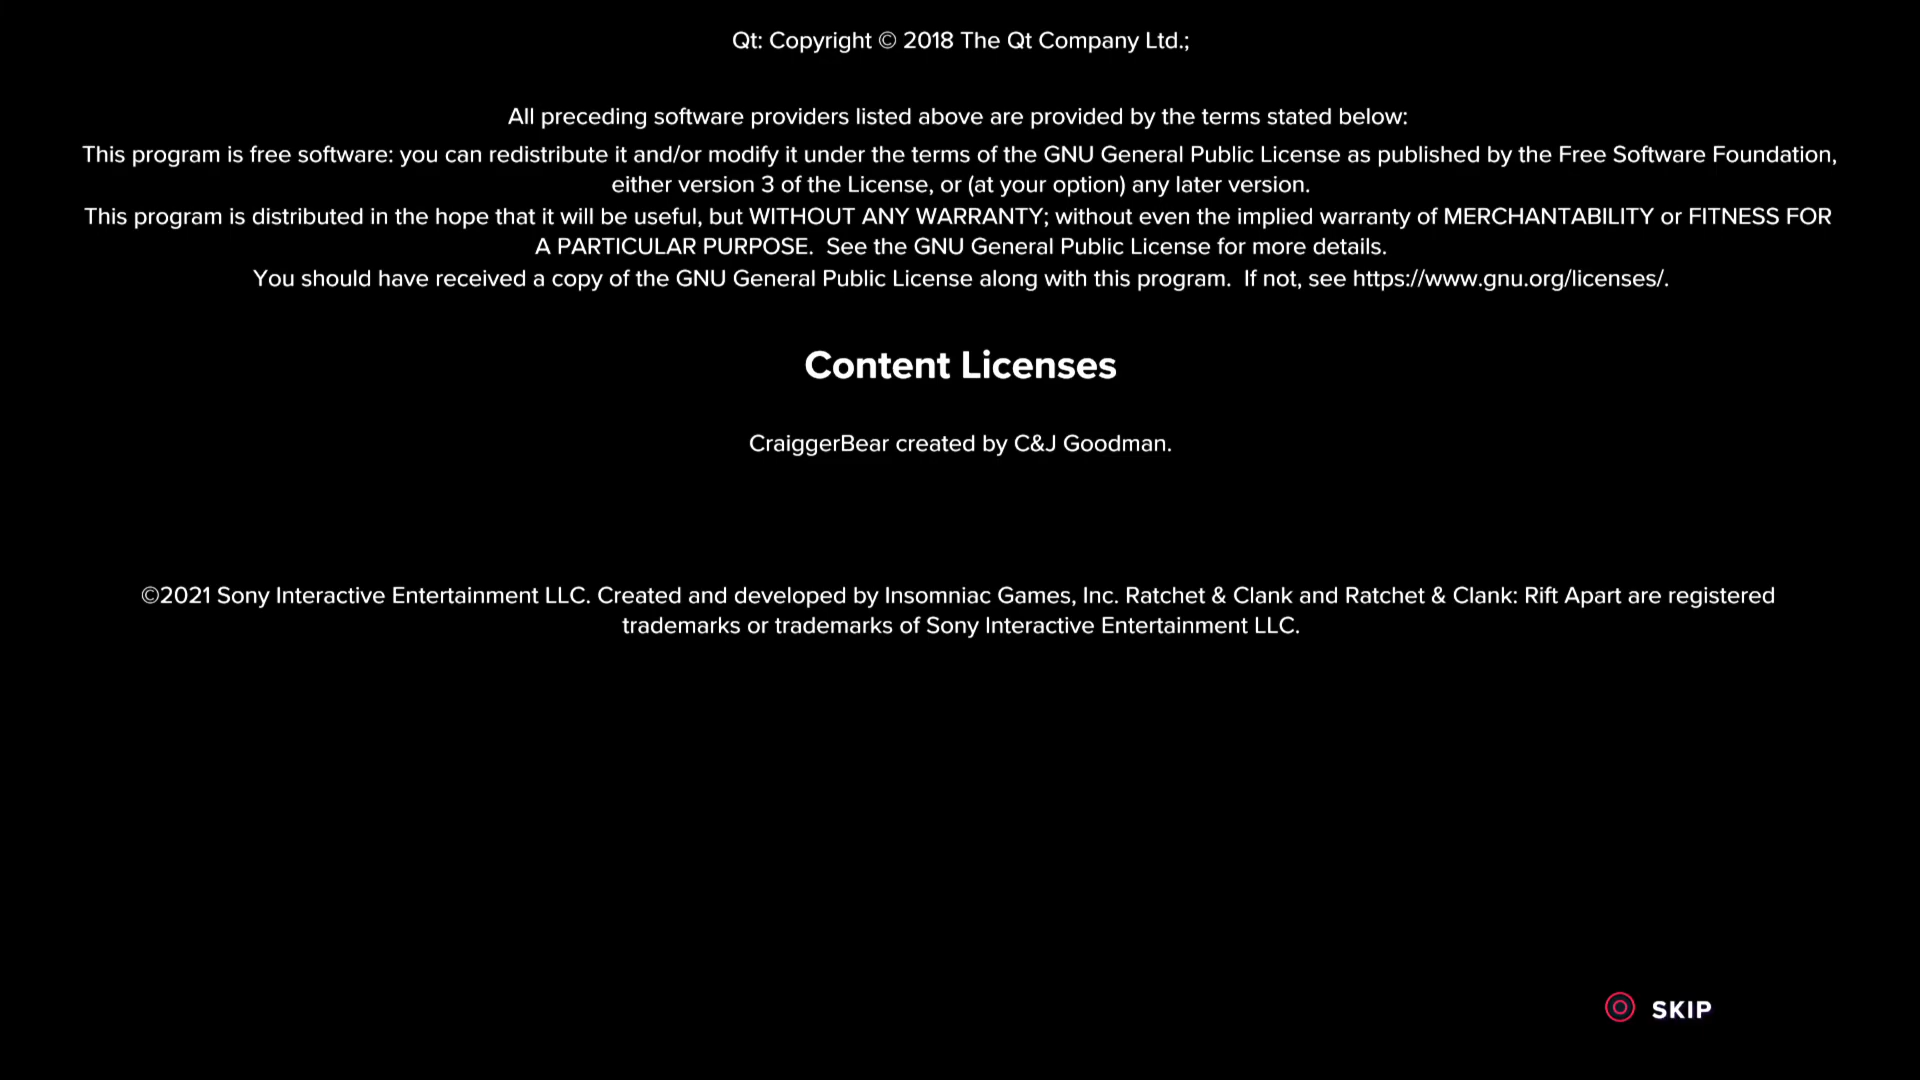 Qt: Copyright © 2018 The Qt Company Ltd.;
All preceding software providers listed above are provided by the terms stated below:
This program is free software: you can redistribute it and/or modify it under the terms of the GNU General Public License as published by the Free Software Foundation,
either version 3 of the License, or (at your option) any later version.
This program is distributed in the hope that it will be useful, but WITHOUT ANY WARRANTY; without even the implied warranty of MERCHANTABILITY or FITNESS FOR
A PARTICULAR PURPOSE.  See the GNU General Public License for more details.
You should have received a copy of the GNU General Public License along with this program.  If not, see https://www.gnu.org/licenses/.
Content Licenses
CraiggerBear created by C&J Goodman.
©2021 Sony Interactive Entertainment LLC. Created and developed by Insomniac Games, Inc. Ratchet & Clank and Ratchet & Clank: Rift Apart are registered
trademarks or trademarks of Sony Interactive Entertainment LLC.
SKIP